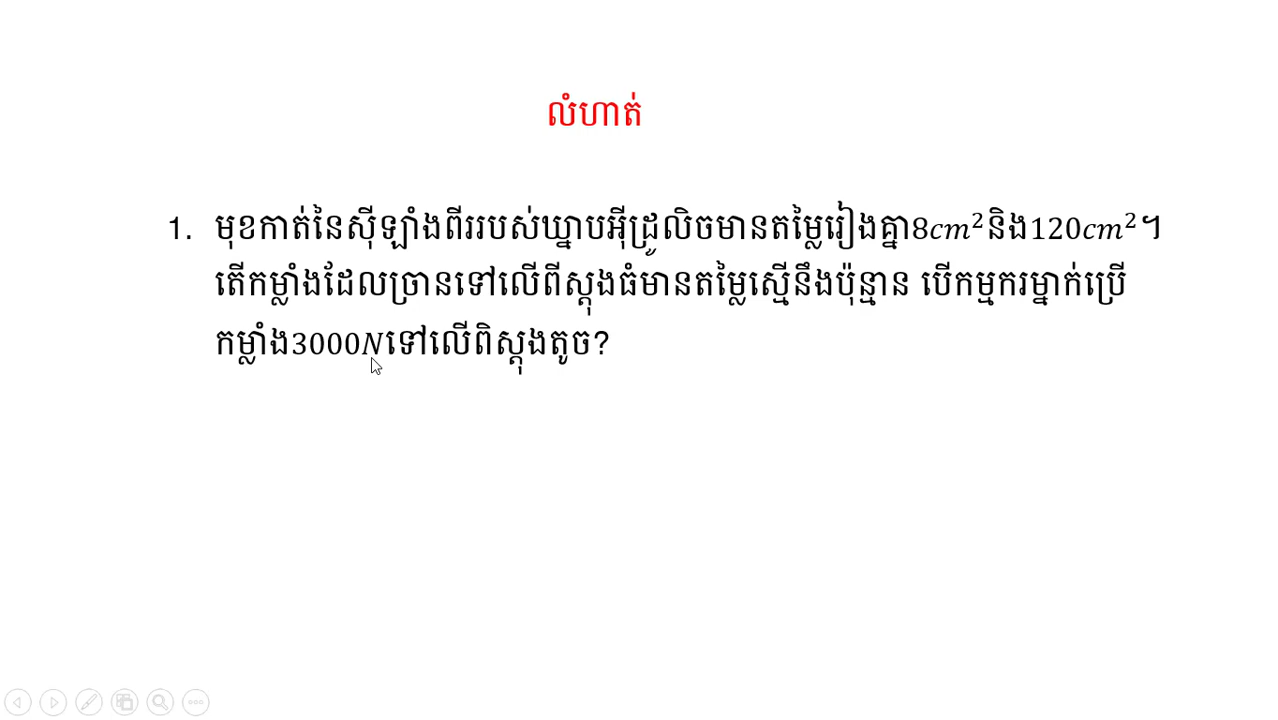 លំហាត់
1. មុខកាត់នៃស៊ីឡាំងពីររបស់ឃ្នាបអ៊ីដ្រូលិចមានតម្លៃរៀងគ្នា8cm²និង120cm²។
តើកម្លាំងដែលច្រានទៅលើពីស្តុងធំមានតម្លៃស្មើនឹងប៉ុន្មាន បើកម្មករម្នាក់ប្រើ
កម្លាំង3000Nទៅលើពិស្តុងតូច?